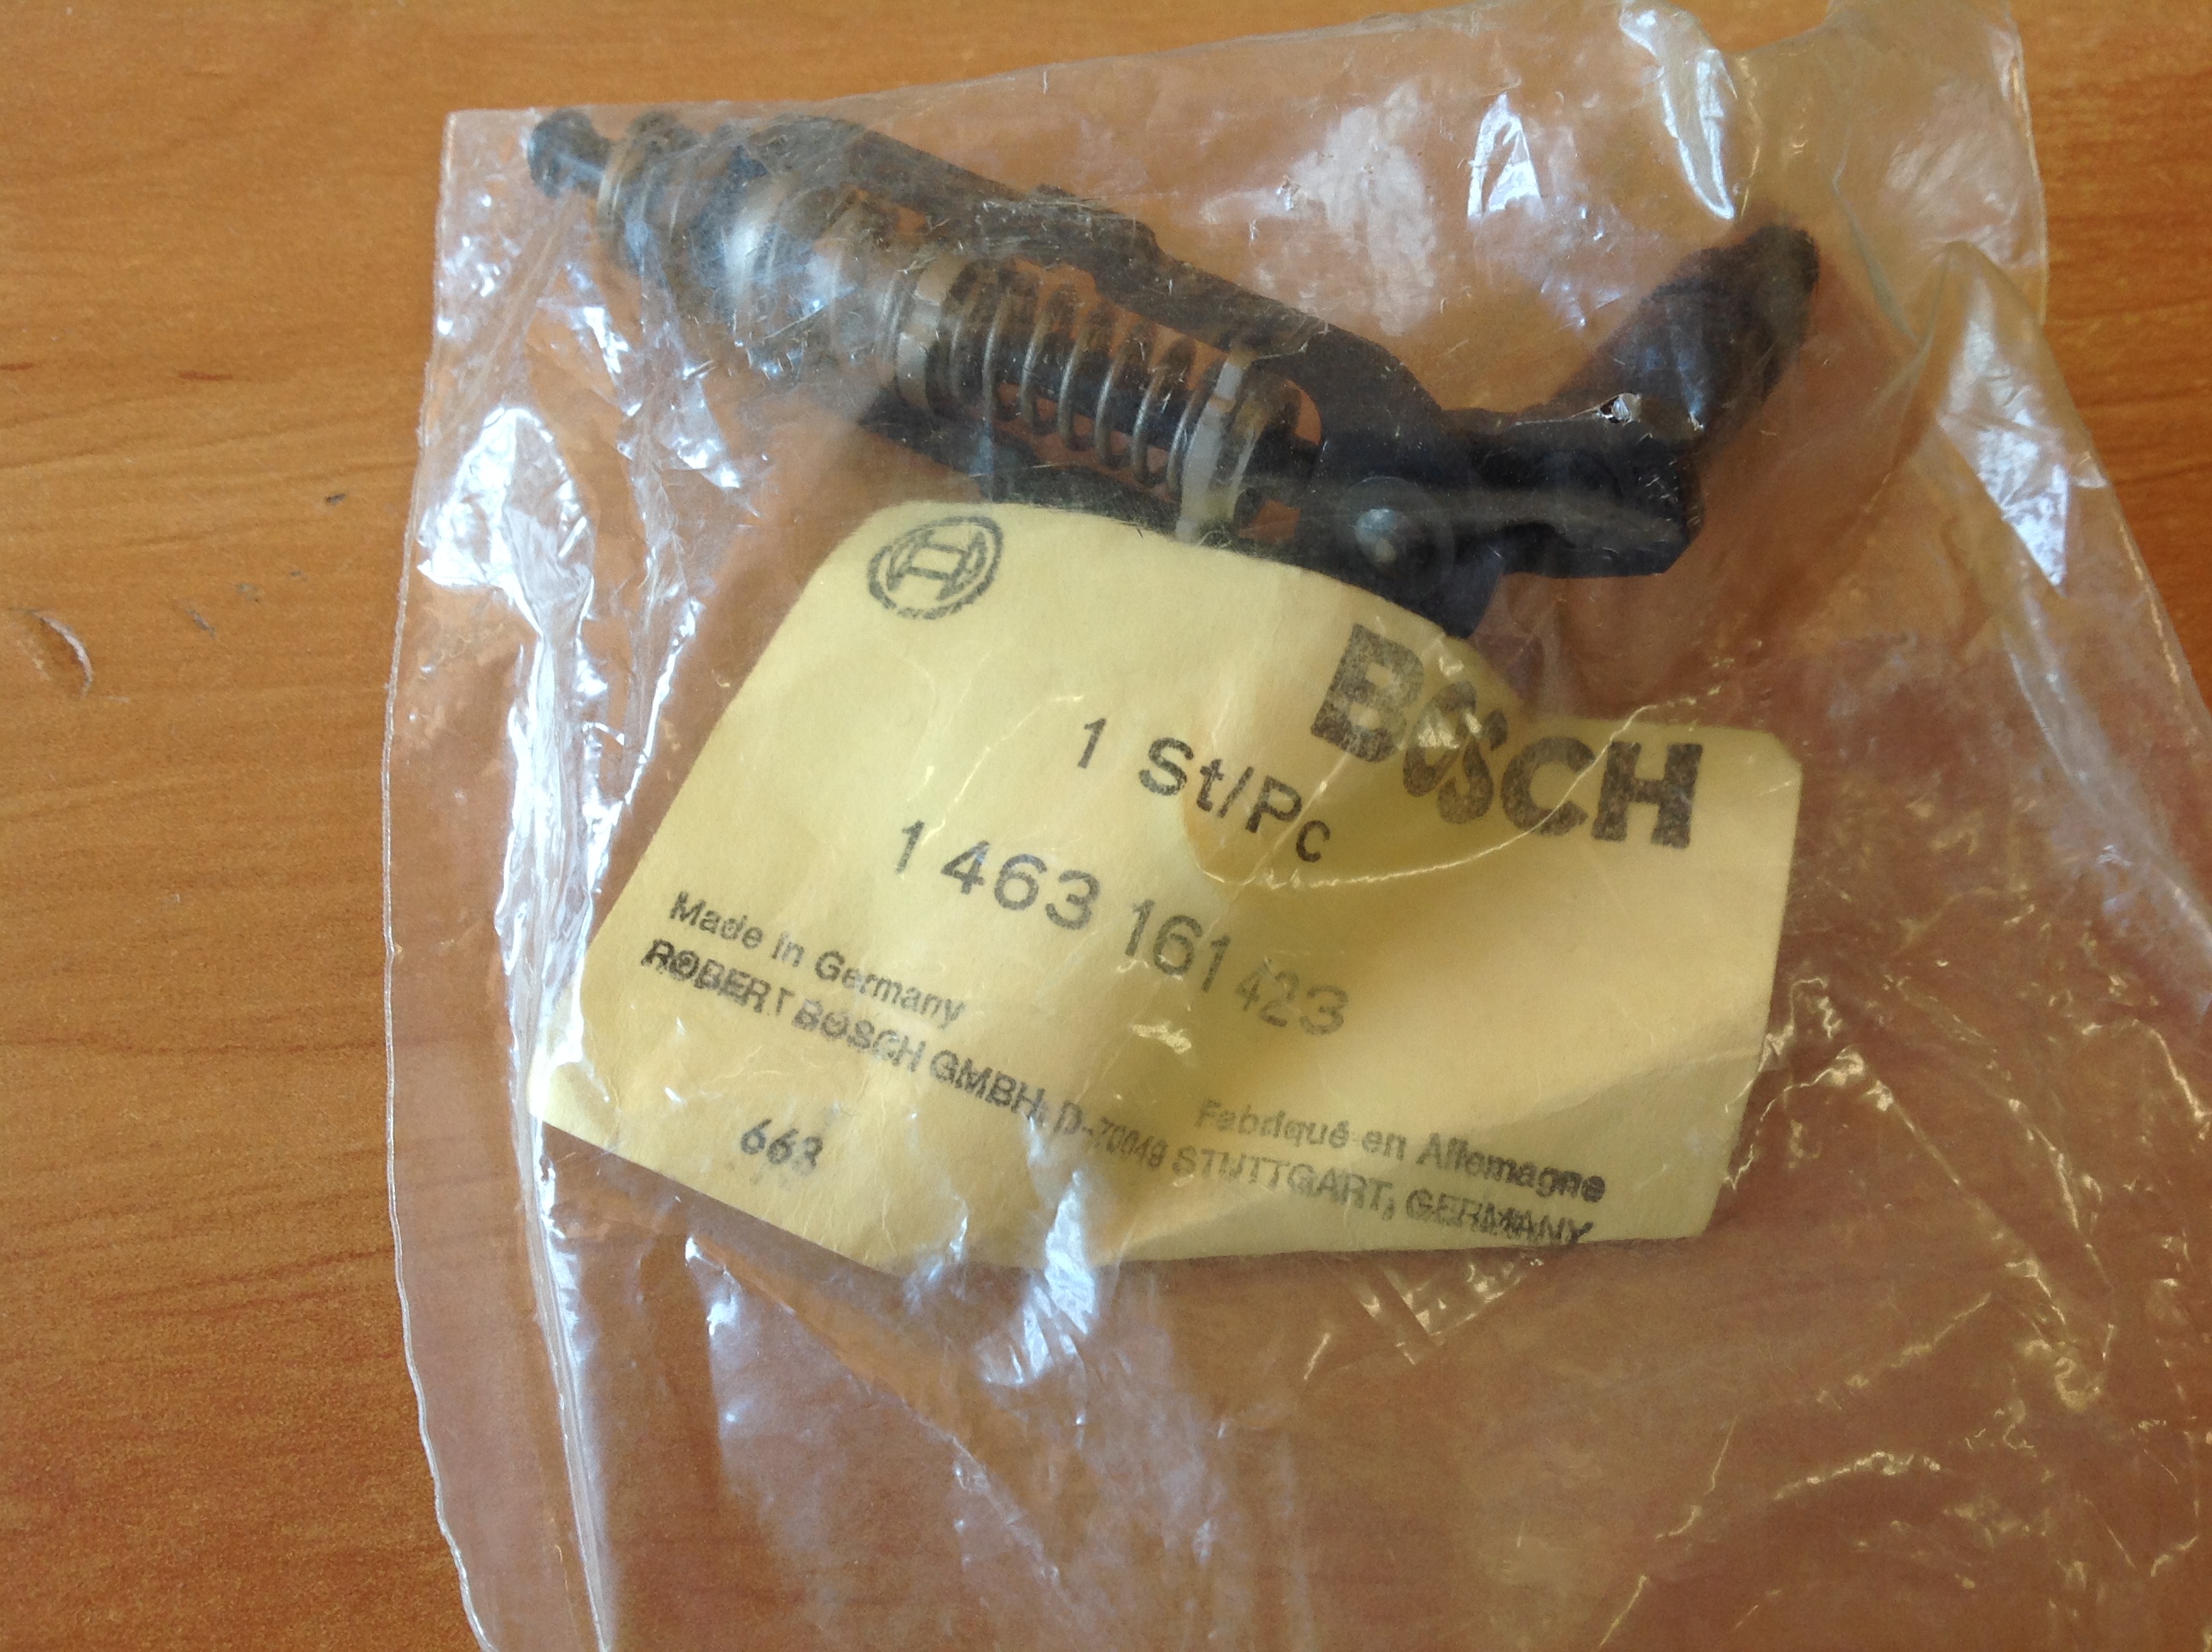 BOSCH
1 St/Pc
1 463 161 423
Made in Germany
Fabriqué en Allemagne
ROBERT BOSCH GMBH, D-70049 STUTTGART, GERMANY
663